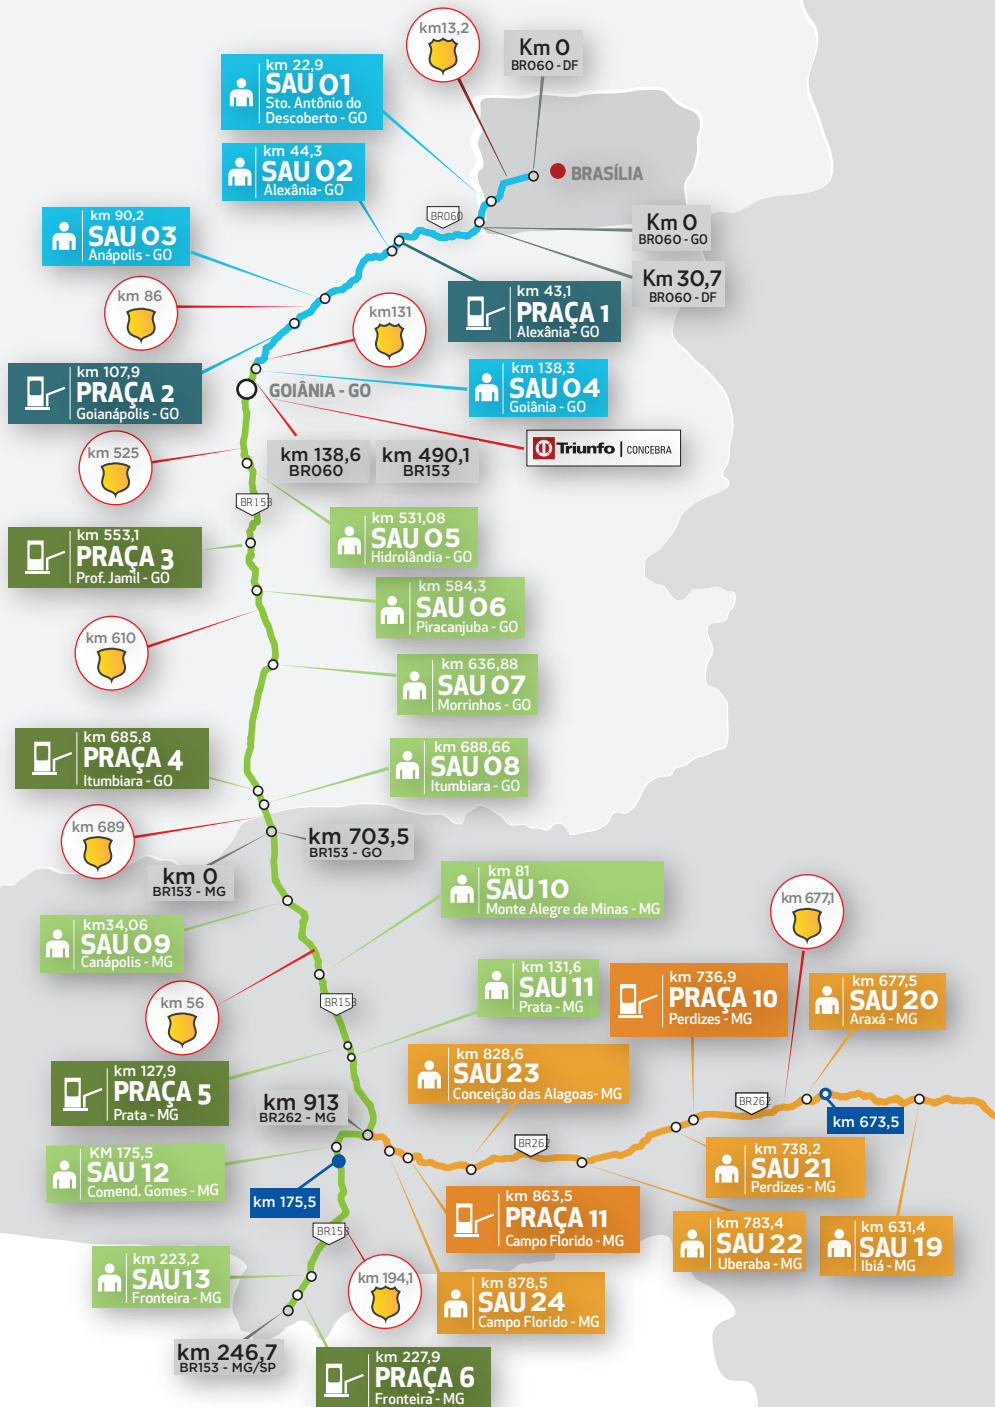 km13,2
Km 0
BR060 - DF
km 22,9
SAU 01
Sto. Antônio do
Descoberto - GO
km 44,3
SAU 02
Alexânia- GO
BRASÍLIA
km 90,2
SAU 03
Anápolis - GO
BR060
Km 0
BR060 - GO
Km 30,7
BR060 - DF
km 86
km131
km 43,1
PRAÇA 1
Alexânia - GO
km 107,9
PRAÇA 2
Goianápolis - GO
GOIÂNIA - GO
km 138,3
SAU 04
Goiânia - GO
km 525
km 138,6
BR060
km 490,1
BR153
Triunfo | CONCEBRA
BR153
km 531,08
SAU 05
Hidrolândia - GO
km 553,1
PRAÇA 3
Prof. Jamil - GO
km 584,3
SAU 06
Piracanjuba - GO
km 610
km 636,88
SAU 07
Morrinhos - GO
km 685,8
PRAÇA 4
Itumbiara - GO
km 688,66
SAU 08
Itumbiara - GO
km 689
km 703,5
BR153 - GO
km 0
BR153 - MG
km 81
SAU 10
Monte Alegre de Minas - MG
km 677,1
km34,06
SAU 09
Canápolis - MG
km 131,6
SAU 11
Prata - MG
km 736,9
PRAÇA 10
Perdizes - MG
km 677,5
SAU 20
Araxá - MG
km 56
BR153
km 127,9
PRAÇA 5
Prata - MG
km 828,6
SAU 23
Conceição das Alagoas- MG
km 913
BR262 - MG
BR262
km 673,5
BR262
KM 175,5
SAU 12
Comend. Gomes - MG
km 738,2
SAU 21
Perdizes - MG
km 175,5
km 863,5
PRAÇA 11
Campo Florido - MG
km 783,4
SAU 22
Uberaba - MG
km 631,4
SAU 19
Ibiá - MG
BR153
km 223,2
SAU13
Fronteira - MG
km 194,1
km 878,5
SAU 24
Campo Florido - MG
km 246,7
BR153 - MG/SP
km 227,9
PRAÇA 6
Fronteira - MG